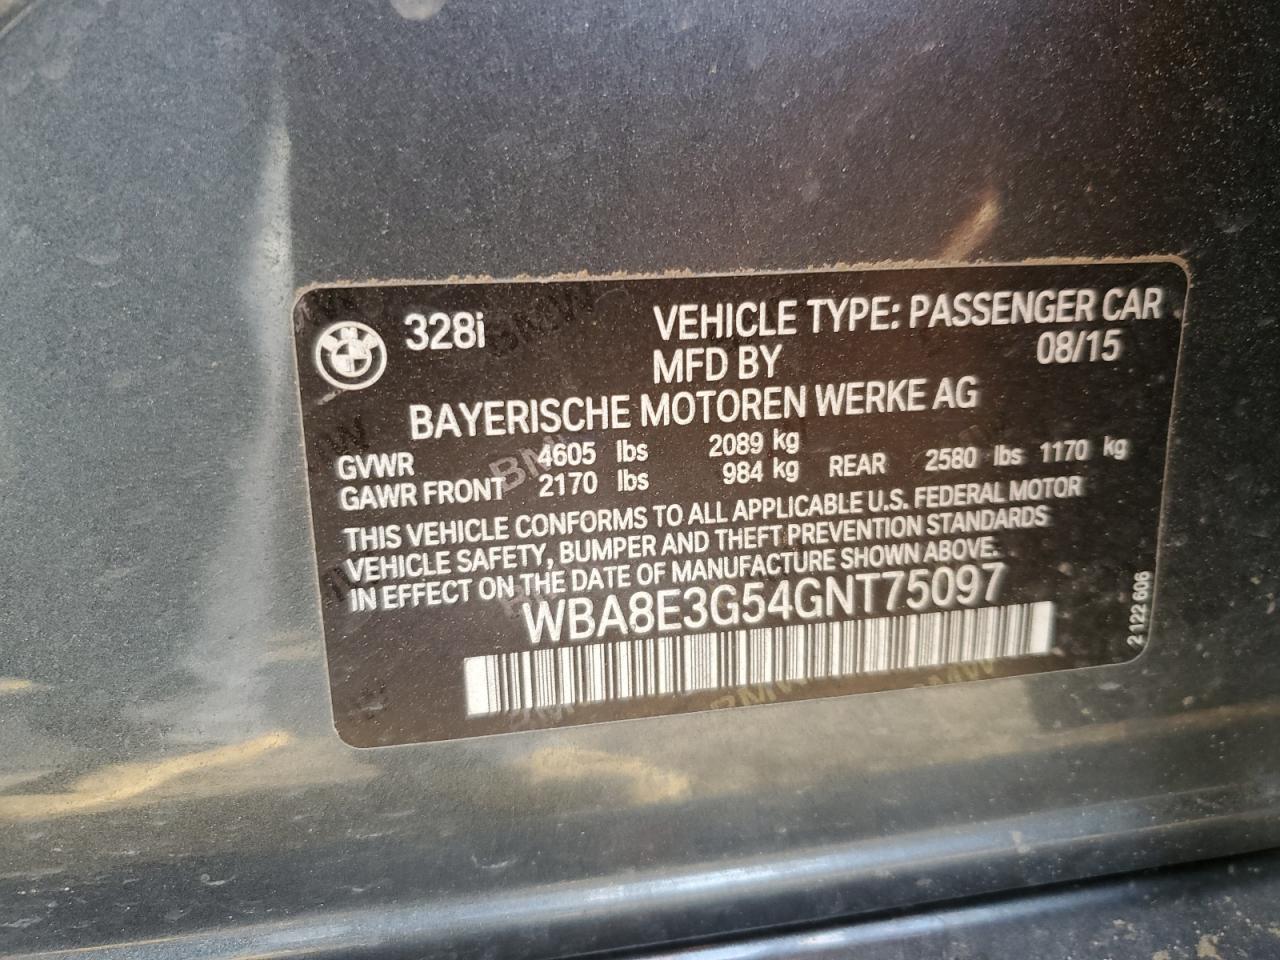 328i VEHICLE TYPE: PASSENGER CAR
MFD BY 08/15
BAYERISCHE MOTOREN WERKE AG
GVWR 4605 lbs 2089 kg
GAWR FRONT 2170 lbs 984 kg REAR 2580 lbs 1170 kg
THIS VEHICLE CONFORMS TO ALL APPLICABLE U.S. FEDERAL MOTOR
VEHICLE SAFETY, BUMPER AND THEFT PREVENTION STANDARDS
IN EFFECT ON THE DATE OF MANUFACTURE SHOWN ABOVE.
WBA8E3G54GNT75097
2 122 606